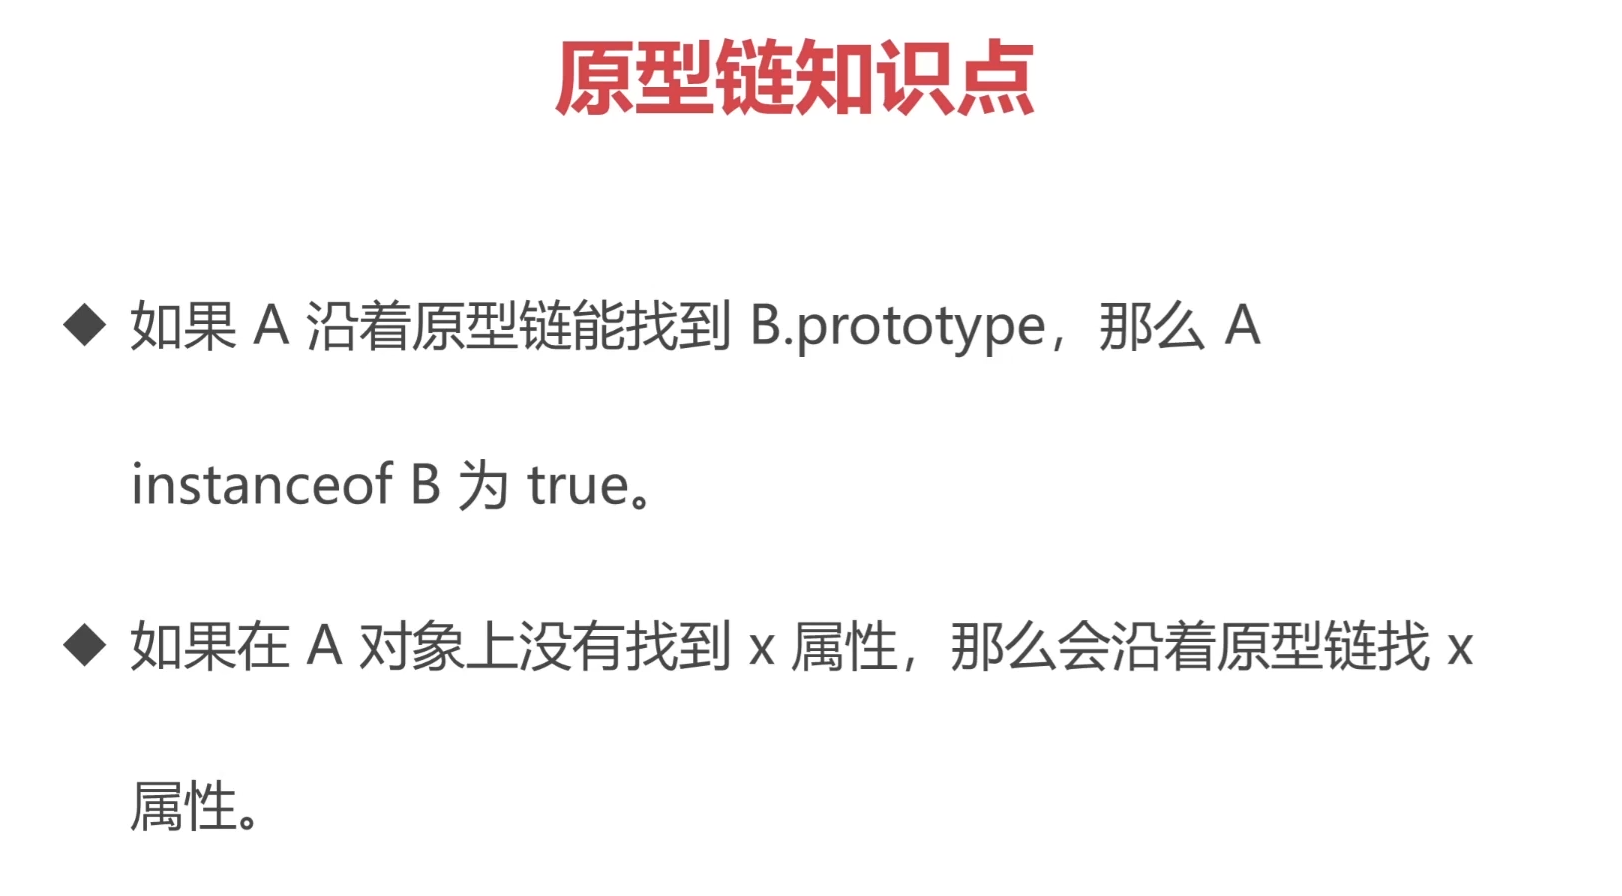 原型链知识点
◆ 如果 A 沿着原型链能找到 B.prototype，那么 A
instanceof B 为 true。
◆ 如果在 A 对象上没有找到 x 属性，那么会沿着原型链找 x
属性。